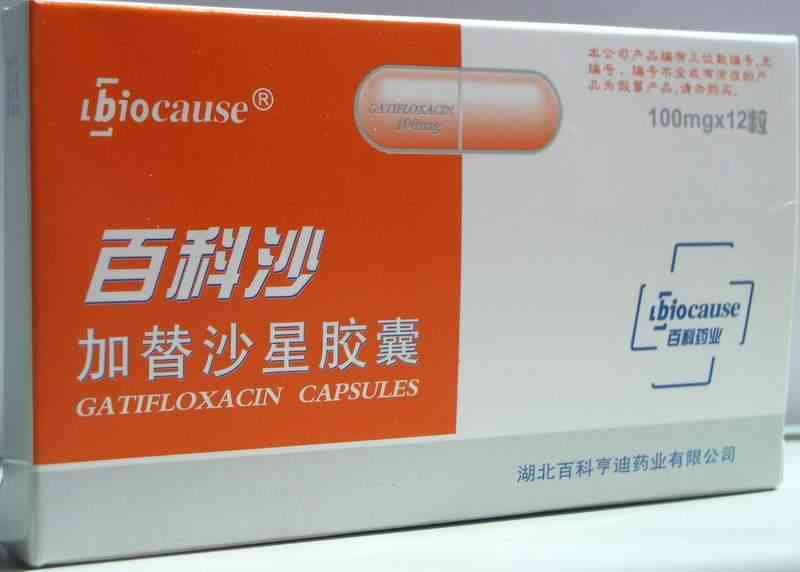 ibiocause®
GATIFLOXACIN
100mg
本公司产品编有三位数编号,无
编号、编号不全或有涂改的产
品为假冒产品,请勿购买。
100mgx12粒
百科沙
加替沙星胶囊
GATIFLOXACIN CAPSULES
ibiocause
百科药业
湖北百科亨迪药业有限公司